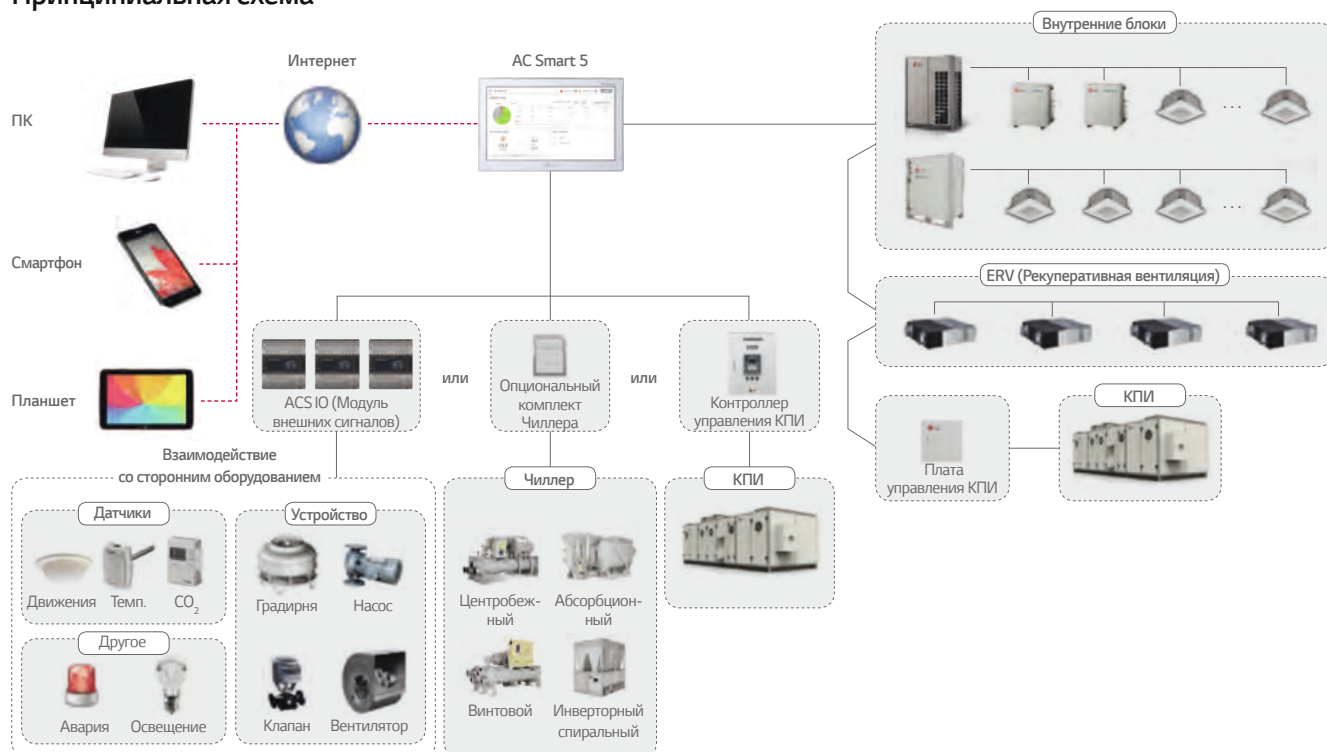 Принципиальная схема
Интернет
AC Smart 5
Внутренние блоки
ПК
Смартфон
Планшет
ERV (Рекуперативная вентиляция)
ACS IO (Модуль
внешних сигналов)
или
Опциональный
комплект
Чиллера
или
Контроллер
управления КПИ
Плата
управления КПИ
КПИ
Взаимодействие
со сторонним оборудованием
Датчики
Движения
Темп.
CO2
Другое
Авария
Освещение
Устройство
Градирня
Насос
Клапан
Вентилятор
Чиллер
Центробеж-
ный
Абсорбцион-
ный
Винтовой
Инверторный
спиральный
КПИ